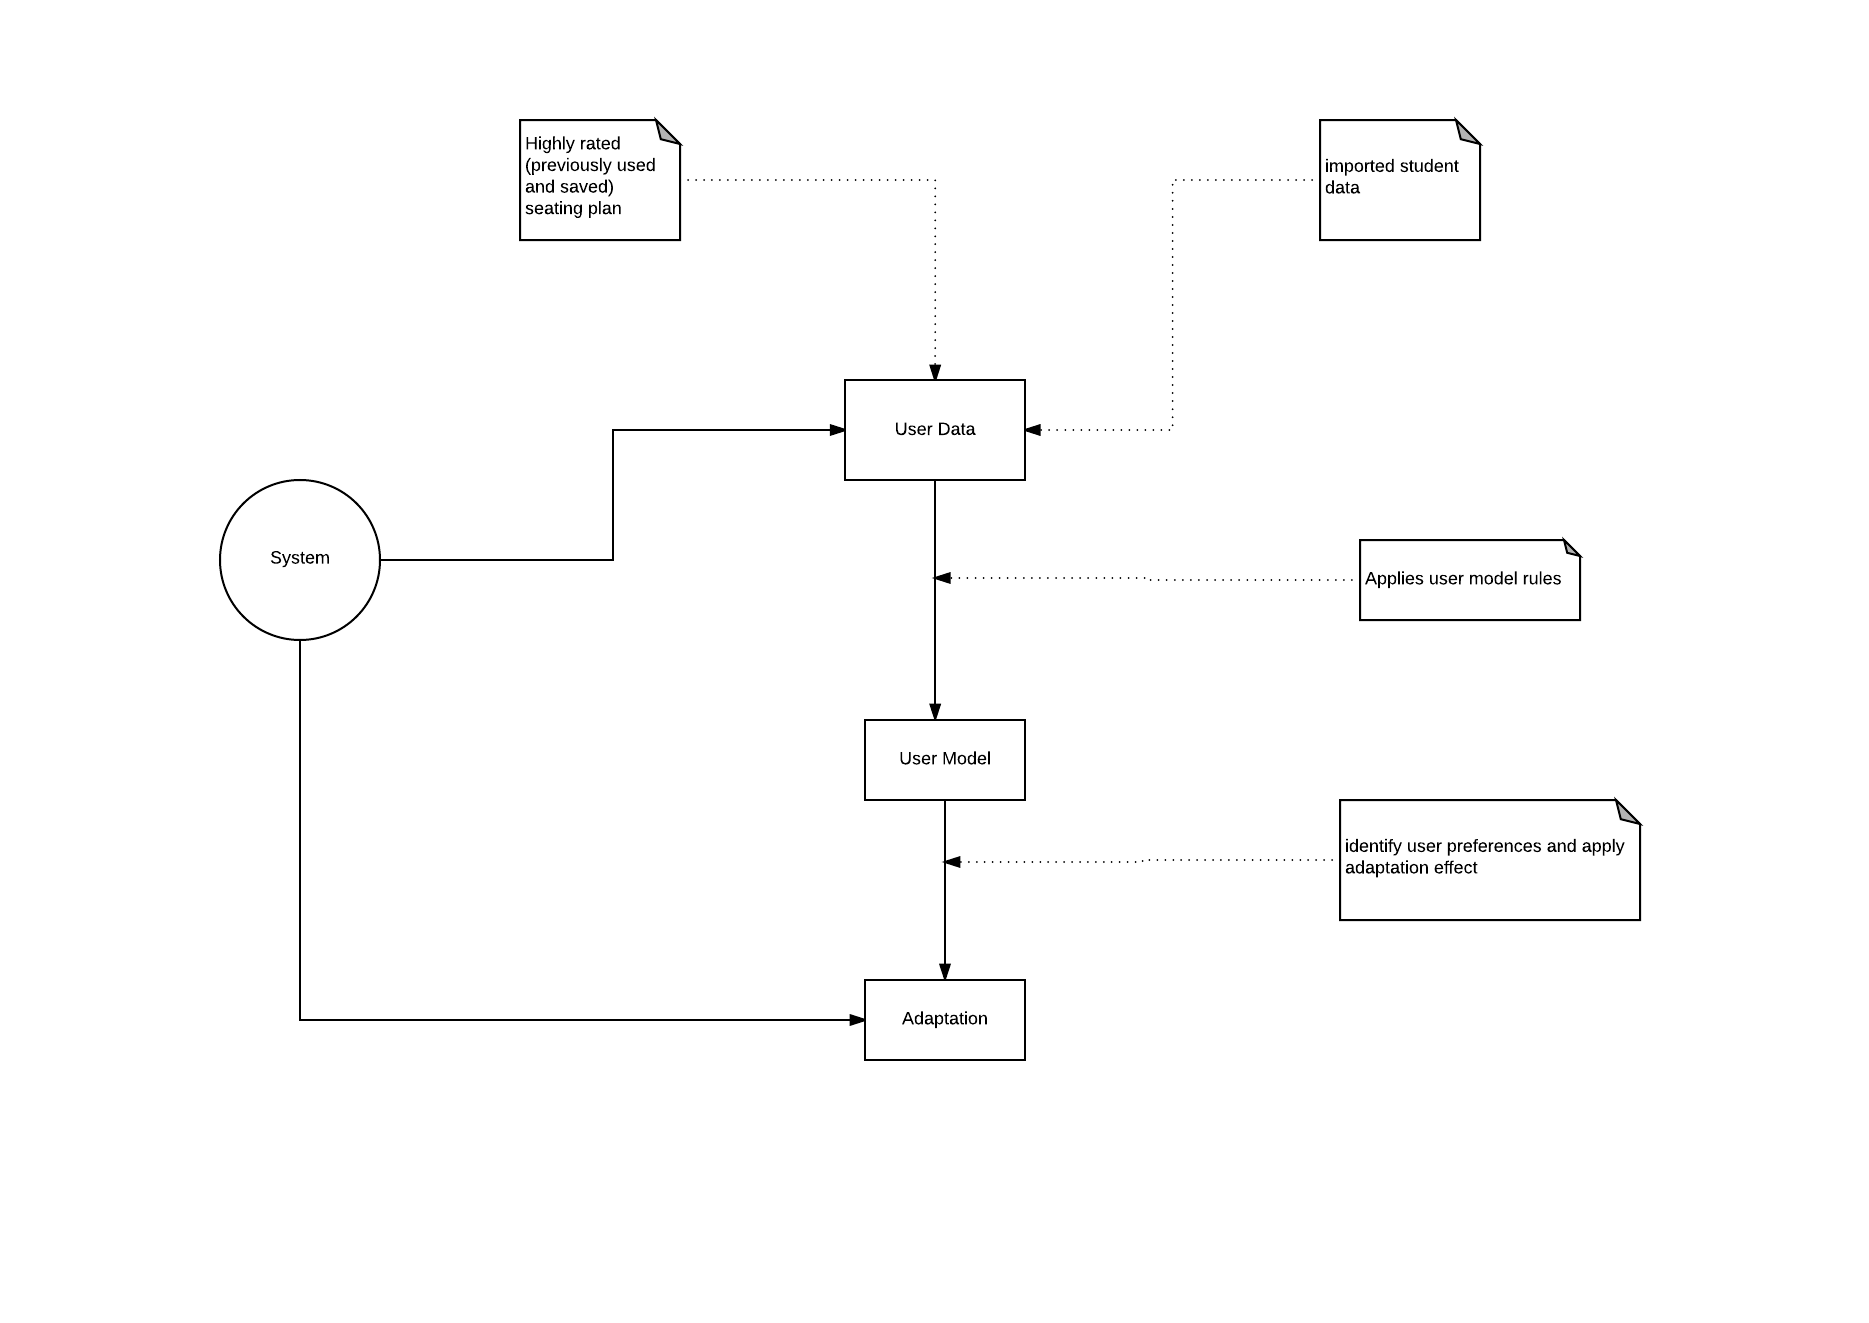 Highly rated
(previously used
and saved)
seating plan
imported student
data
User Data
System
Applies user model rules
User Model
identify user preferences and apply
adaptation effect
Adaptation